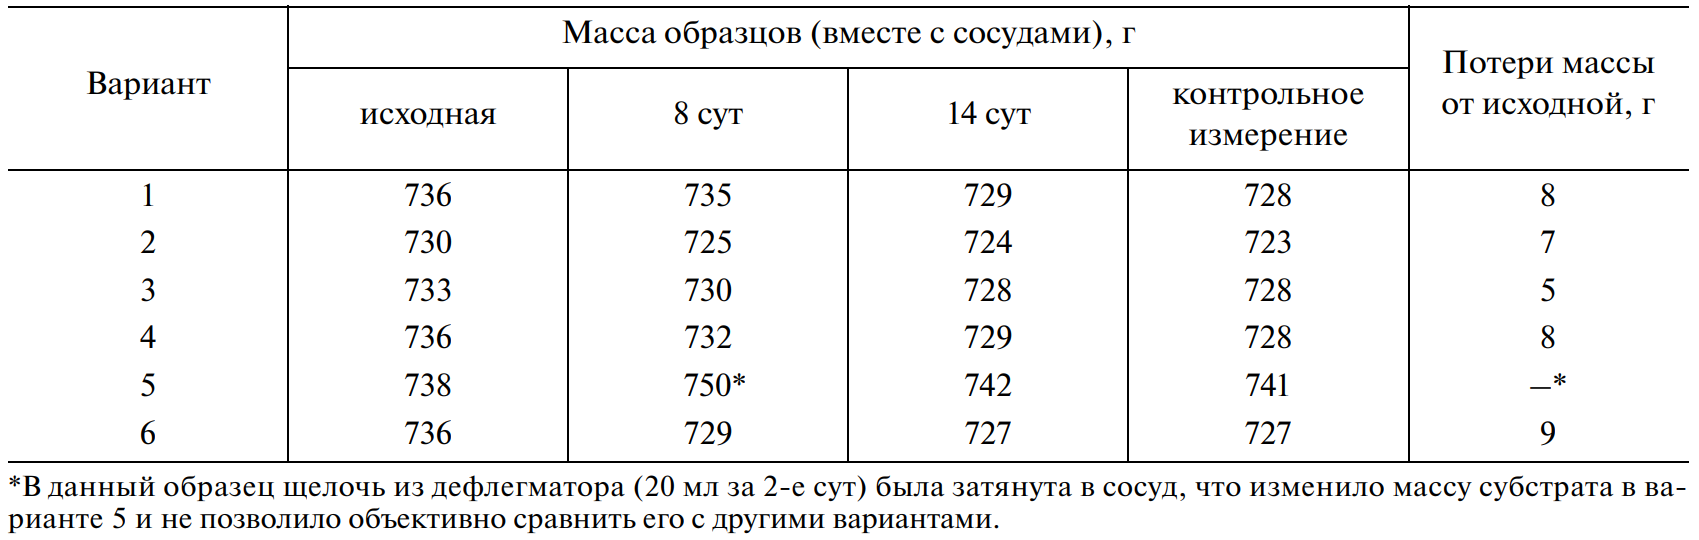 Вариант
Масса образцов (вместе с сосудами), г
Потери массы от исходной, г
исходная 8 сут 14 сут контрольное измерение
1 736 735 729 728 8
2 730 725 724 723 7
3 733 730 728 728 5
4 736 732 729 728 8
5 738 750* 742 741 —*
6 736 729 727 727 9
*В данный образец щелочь из дефлегматора (20 мл за 2-е сут) была затянута в сосуд, что изменило массу субстрата в ва-
рианте 5 и не позволило объективно сравнить его с другими вариантами.